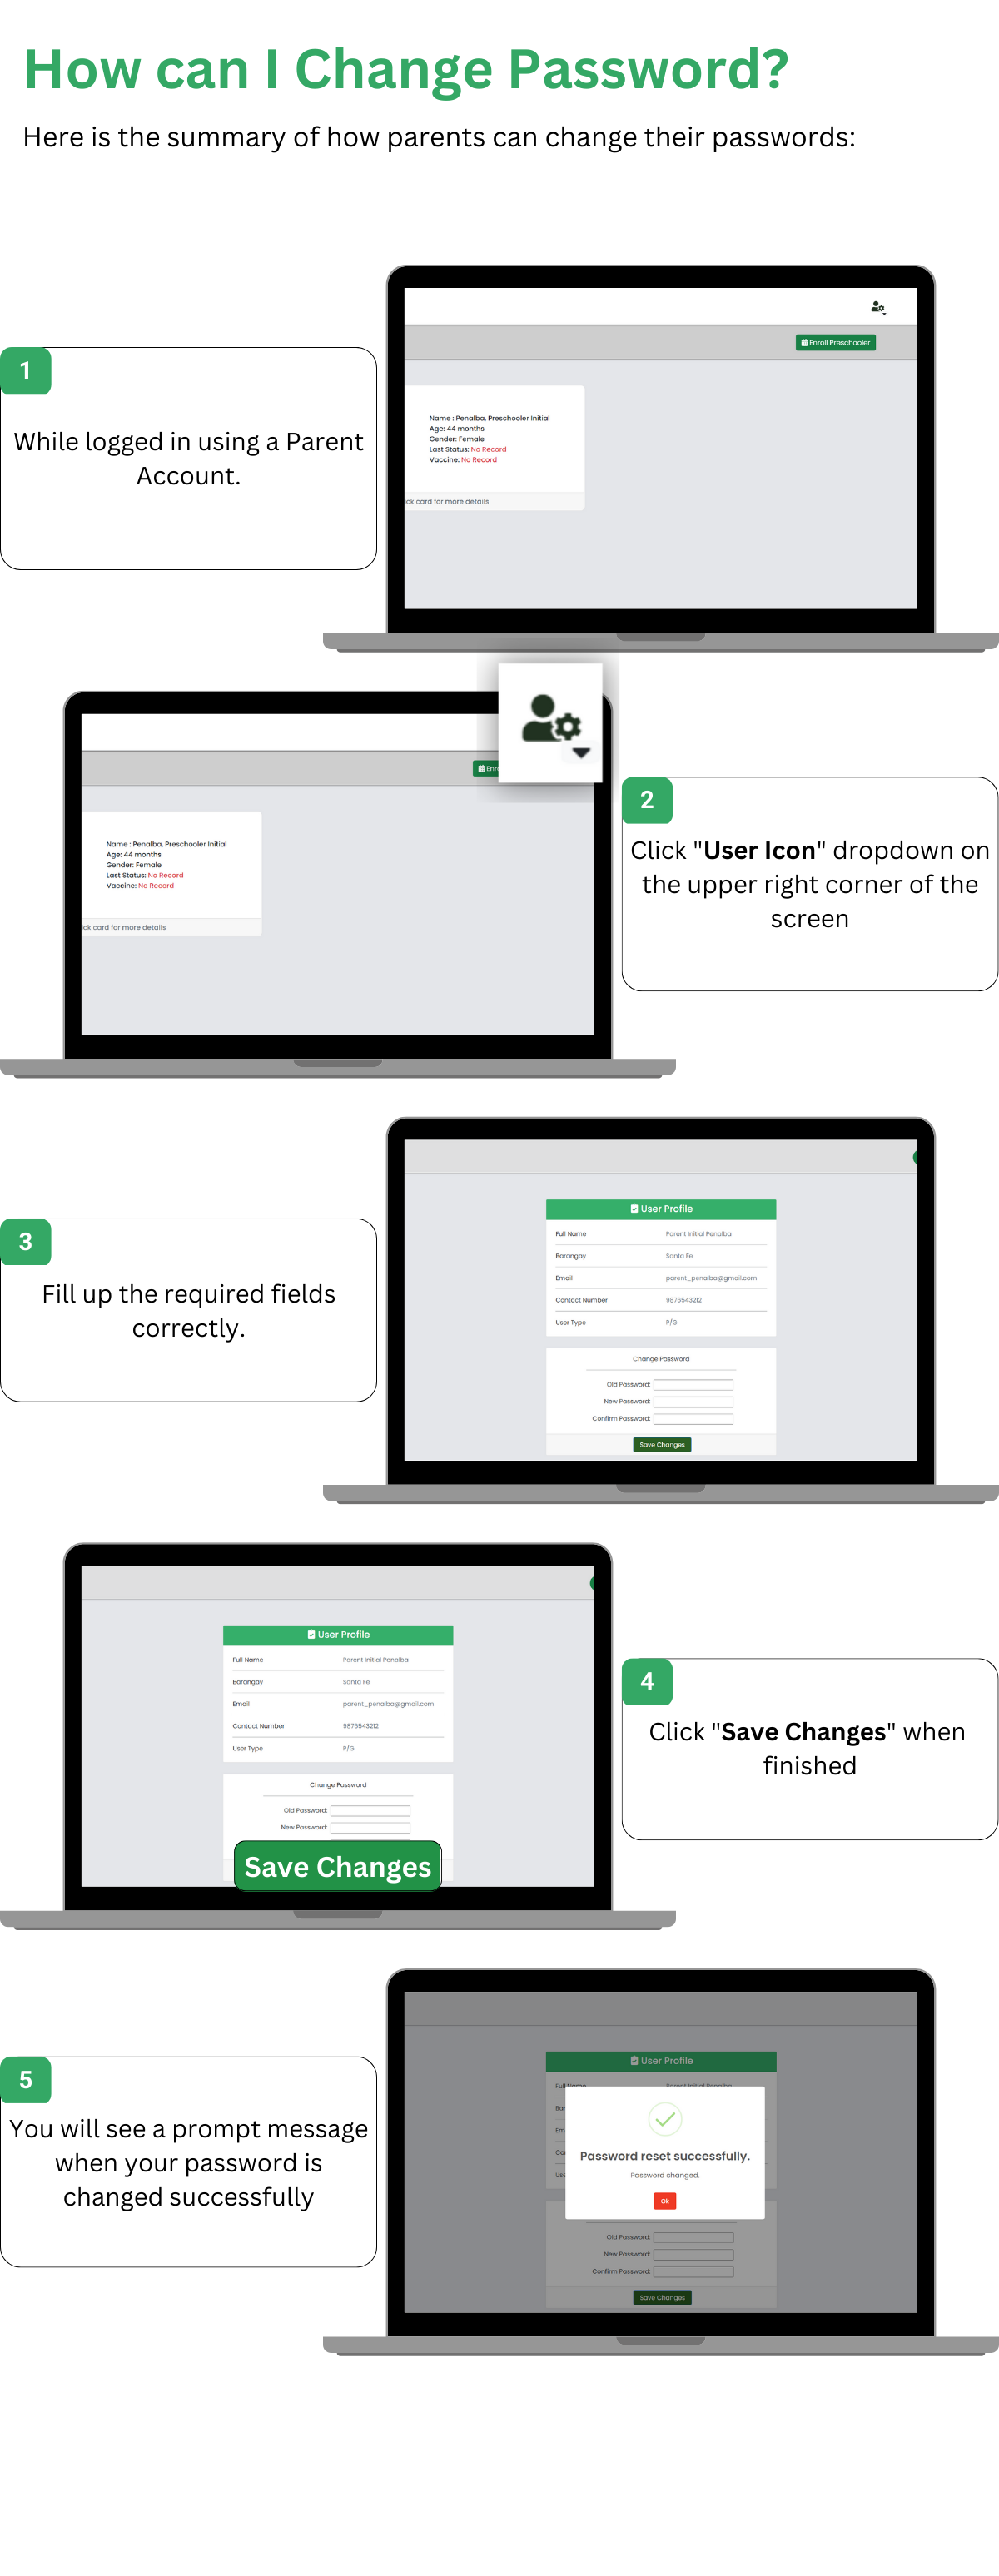 How can I Change Password?
Here is the summary of how parents can change their passwords:
1
While logged in using a Parent
Account.
Enroll Preschooler
Name : Penalba, Preschooler Initial
Age: 44 months
Gender: Female
Last Status: No Record
Vaccine: No Record
ick card for more details
Enr
Name : Penalba, Preschooler Initial
Age: 44 months
Gender: Female
Last Status: No Record
Vaccine: No Record
ick card for more details
2
Click "User Icon" dropdown on
the upper right corner of the
screen
3
Fill up the required fields
correctly.
User Profile
Full Name Parent Initial Penalba
Barangay Santa Fe
Email parent_penalba@gmail.com
Contact Number 9876543212
User Type P/G
Change Password
Old Password:
New Password:
Confirm Password:
Save Changes
User Profile
Full Name Parent Initial Penalba
Barangay Santa Fe
Email parent_penalba@gmail.com
Contact Number 9876543212
User Type P/G
Change Password
Old Password:
New Password:
Save Changes
4
Click "Save Changes" when
finished
5
You will see a prompt message
when your password is
changed successfully
User Profile
Password reset successfully.
Password changed.
Ok
Old Password:
New Password:
Confirm Password:
Save Changes